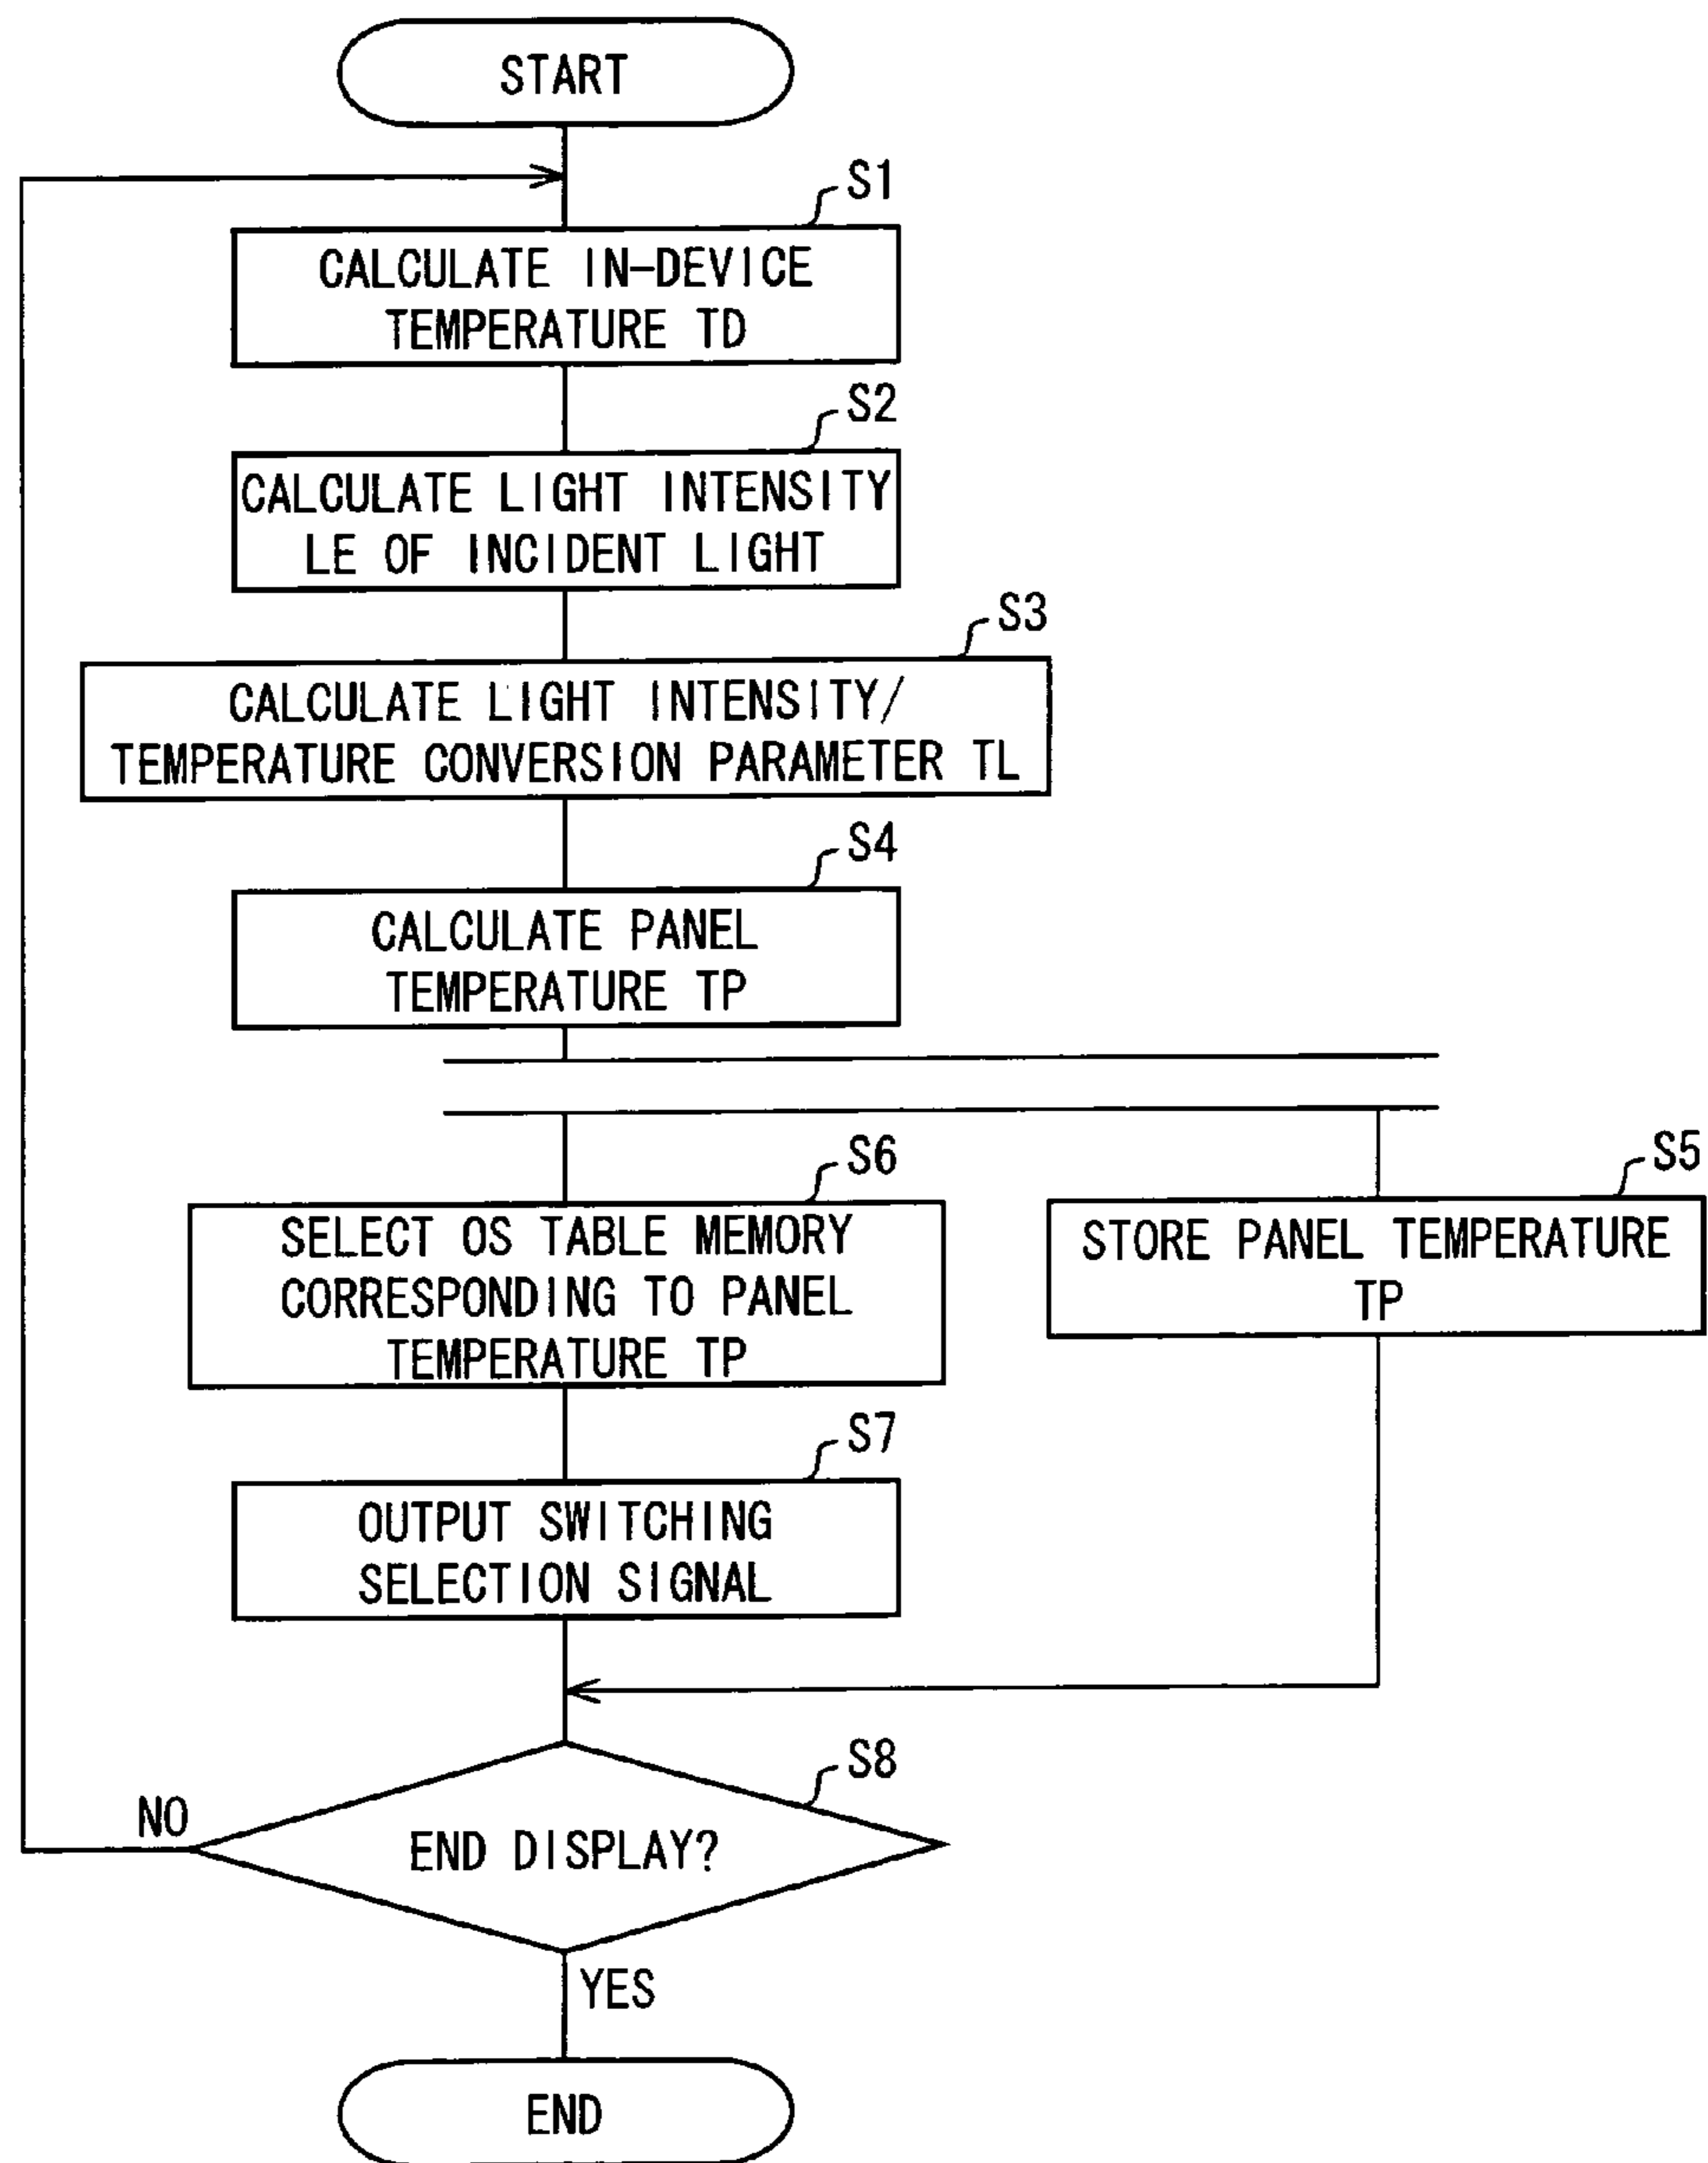 START
S1
CALCULATE IN-DEVICE
TEMPERATURE TD
S2
CALCULATE LIGHT INTENSITY
LE OF INCIDENT LIGHT
S3
CALCULATE LIGHT INTENSITY/
TEMPERATURE CONVERSION PARAMETER TL
S4
CALCULATE PANEL
TEMPERATURE TP
S6
SELECT OS TABLE MEMORY
CORRESPONDING TO PANEL
TEMPERATURE TP
S5
STORE PANEL TEMPERATURE
TP
S7
OUTPUT SWITCHING
SELECTION SIGNAL
S8
END DISPLAY?
NO
YES
END